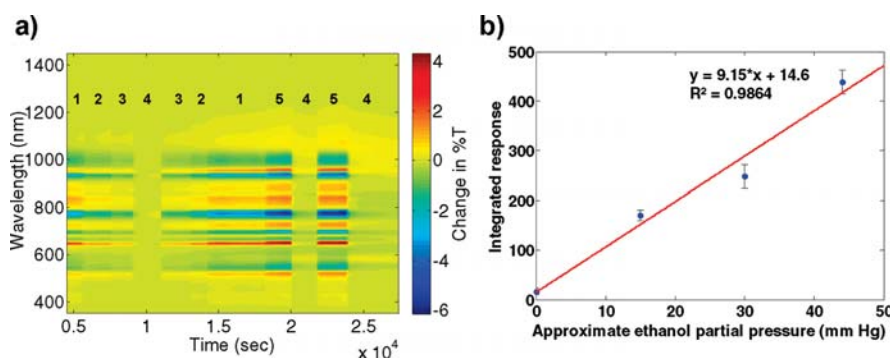 a)
1400
1200
1000
800
600
400
Wavelength (nm)
1 2 3 4 3 2 1 5 4 5 4
0.5 1 1.5 2 2.5
Time (sec)
x 10⁴
4
2
0
-2
-4
-6
Change in %T
b)
500
400
300
200
100
0
Integrated response
y = 9.15*x + 14.6
R² = 0.9864
0 10 20 30 40 50
Approximate ethanol partial pressure (mm Hg)